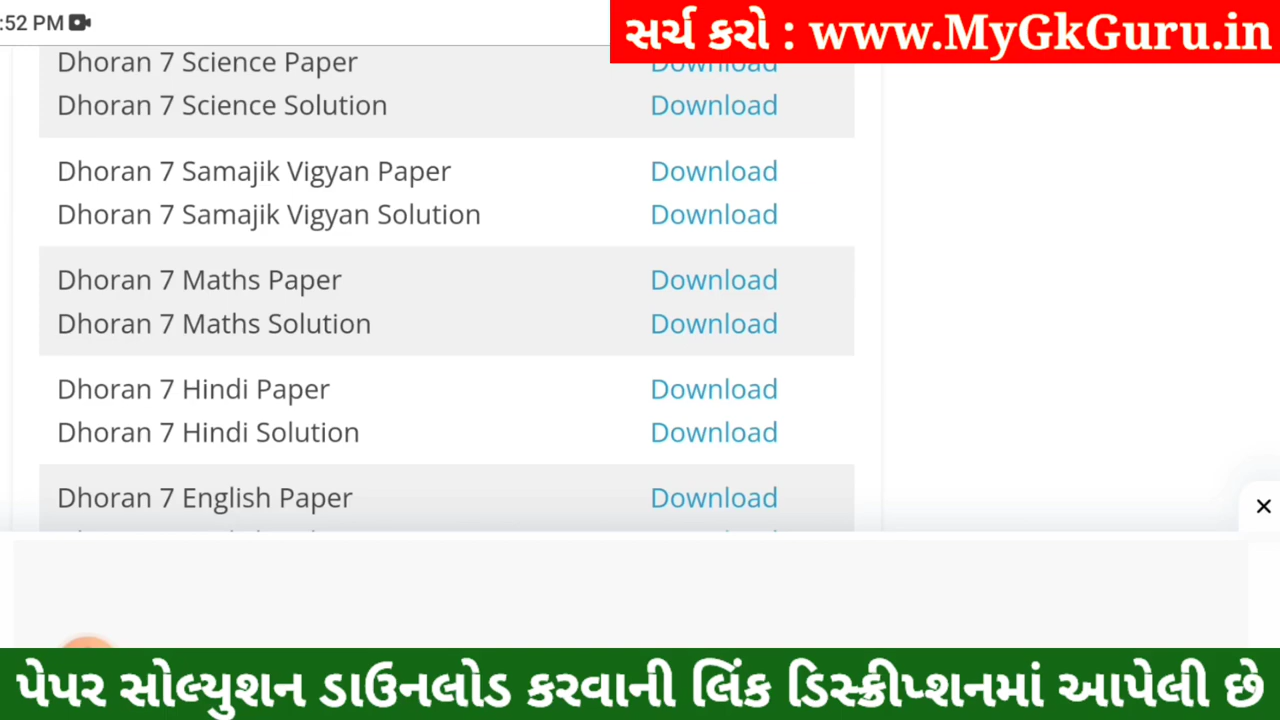 :52 PM
સર્ચ કરો : www.MyGkGuru.in
Dhoran 7 Science Paper Download
Dhoran 7 Science Solution Download
Dhoran 7 Samajik Vigyan Paper Download
Dhoran 7 Samajik Vigyan Solution Download
Dhoran 7 Maths Paper Download
Dhoran 7 Maths Solution Download
Dhoran 7 Hindi Paper Download
Dhoran 7 Hindi Solution Download
Dhoran 7 English Paper Download
પેપર સોલ્યુશન ડાઉનલોડ કરવાની લિંક ડિસ્ક્રીપ્શનમાં આપેલી છે